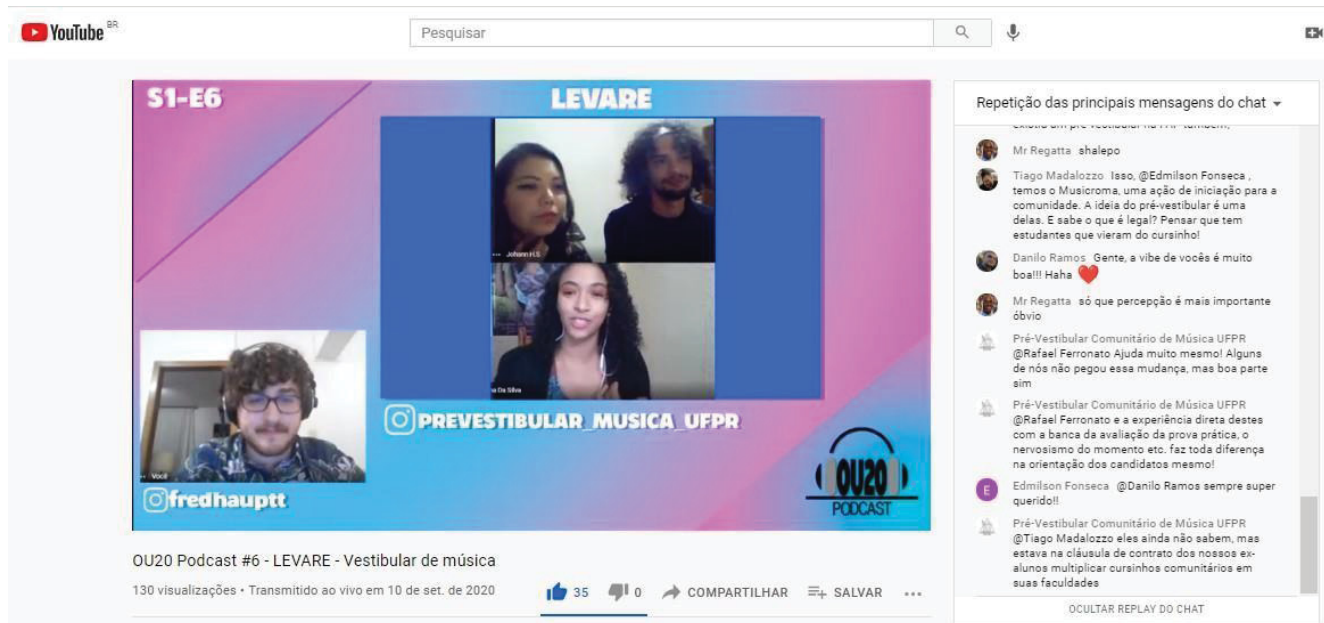 YouTube BR
Pesquisar
S1-E6
LEVARE
Johann H.S
Da Silva
PREVESTIBULAR_MUSICA_UFPR
Você
fredhauptt
OU20
PODCAST
OU20 Podcast #6 - LEVARE - Vestibular de música
130 visualizações • Transmitido ao vivo em 10 de set. de 2020
35
0
COMPARTILHAR
SALVAR
Repetição das principais mensagens do chat
Mr Regatta shalepo
Tiago Madalozzo Isso, @Edmilson Fonseca ,
temos o Musicroma, uma ação de iniciação para a
comunidade. A ideia do pré-vestibular é uma
delas. E sabe o que é legal? Pensar que tem
estudantes que vieram do cursinho!
Danilo Ramos Gente, a vibe de vocês é muito
boa!!! Haha ❤️
Mr Regatta só que percepção é mais importante
óbvio
Pré-Vestibular Comunitário de Música UFPR
@Rafael Ferronato Ajuda muito mesmo! Alguns
de nós não pegou essa mudança, mas boa parte
sim
Pré-Vestibular Comunitário de Música UFPR
@Rafael Ferronato e a experiência direta destes
com a banca da avaliação da prova prática, o
nervosismo do momento etc. faz toda diferença
na orientação dos candidatos mesmo!
E
Edmilson Fonseca @Danilo Ramos sempre super
querido!!
Pré-Vestibular Comunitário de Música UFPR
@Tiago Madalozzo eles ainda não sabem, mas
estava na cláusula de contrato dos nossos ex-
alunos multiplicar cursinhos comunitários em
suas faculdades
OCULTAR REPLAY DO CHAT